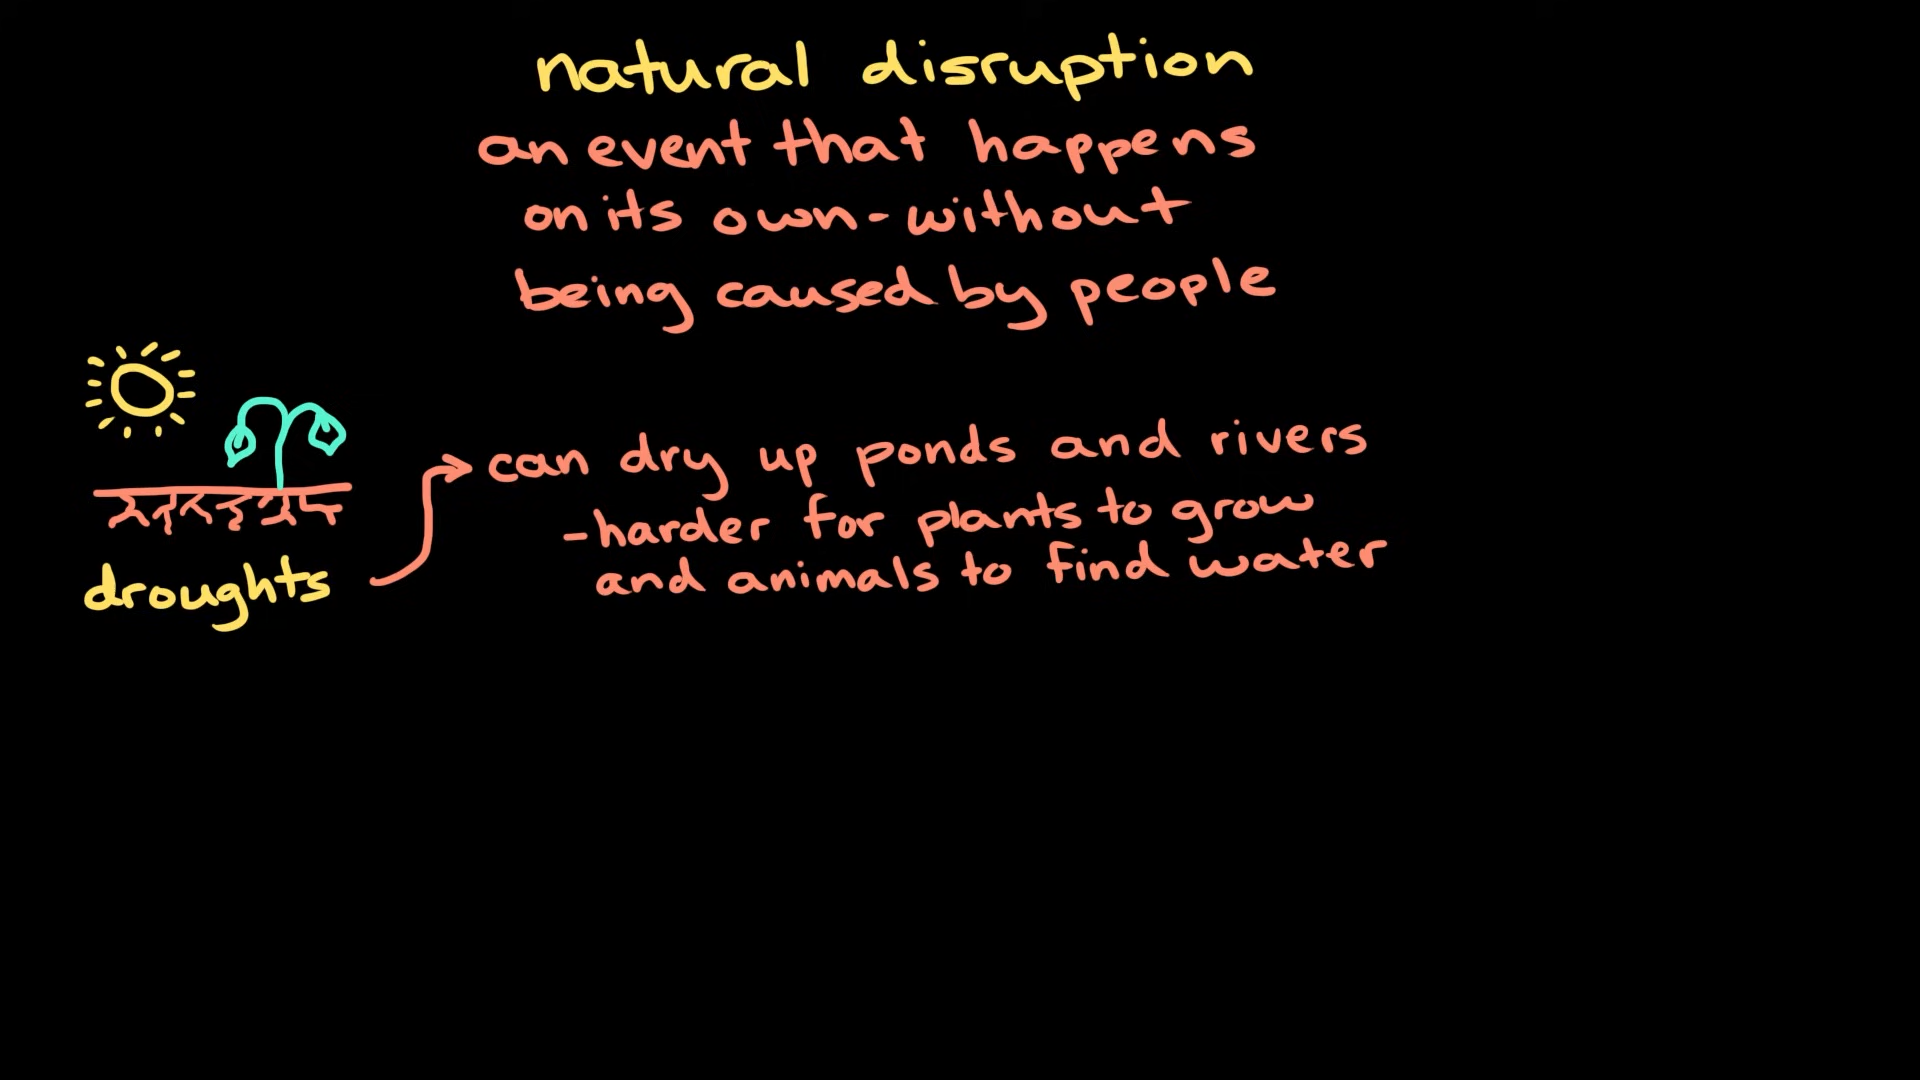 natural disruption
an event that happens
on its own - without
being caused by people
can dry up ponds and rivers
- harder for plants to grow
and animals to find water
droughts